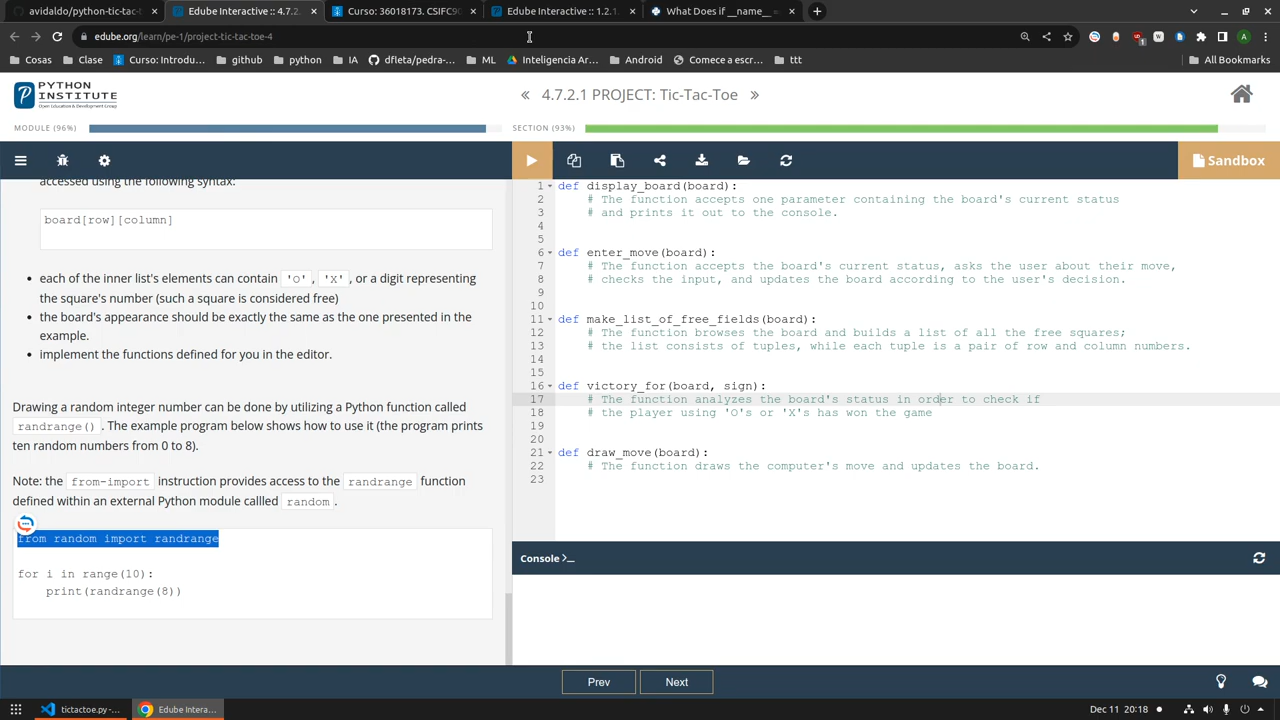 avidaldo/python-tic-tac-to
Edube Interactive :: 4.7.2.
Curso: 36018173. CSIFC90
Edube Interactive :: 1.2.1.
What Does if __name__ =
edube.org/learn/pe-1/project-tic-tac-toe-4
1
A
Cosas
Clase
Curso: Introdu...
github
python
IA
dfleta/pedra-...
ML
Inteligencia Ar...
Android
Comece a escr...
ttt
All Bookmarks
PYTHON
INSTITUTE
Open Education & Development Group
4.7.2.1 PROJECT: Tic-Tac-Toe
MODULE (96%)
SECTION (93%)
Sandbox
accessed using the following syntax:
board[row][column]
each of the inner list's elements can contain 'O', 'X', or a digit representing
the square's number (such a square is considered free)
the board's appearance should be exactly the same as the one presented in the
example.
implement the functions defined for you in the editor.
Drawing a random integer number can be done by utilizing a Python function called
randrange(). The example program below shows how to use it (the program prints
ten random numbers from 0 to 8).
Note: the from-import instruction provides access to the randrange function
defined within an external Python module callled random.
from random import randrange
for i in range(10):
print(randrange(8))
1 def display_board(board):
2 # The function accepts one parameter containing the board's current status
3 # and prints it out to the console.
4
5
6 def enter_move(board):
7 # The function accepts the board's current status, asks the user about their move,
8 # checks the input, and updates the board according to the user's decision.
9
10
11 def make_list_of_free_fields(board):
12 # The function browses the board and builds a list of all the free squares;
13 # the list consists of tuples, while each tuple is a pair of row and column numbers.
14
15
16 def victory_for(board, sign):
17 # The function analyzes the board's status in order to check if
18 # the player using 'O's or 'X's has won the game
19
20
21 def draw_move(board):
22 # The function draws the computer's move and updates the board.
23
Console >_
Prev
Next
tictactoe.py -...
Edube Intera...
Dec 11 20:18